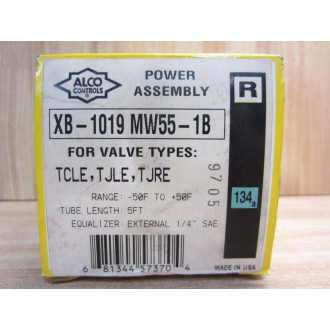 ALCO
CONTROLS
®
POWER
ASSEMBLY
R
XB-1019 MW55-1B
FOR VALVE TYPES:
TCLE,TJLE,TJRE
9705
RANGE: -50F TO +50F
134a
TUBE LENGTH: 5FT
EQUALIZER: EXTERNAL 1/4" SAE
6 81344 57370 4
MADE IN USA